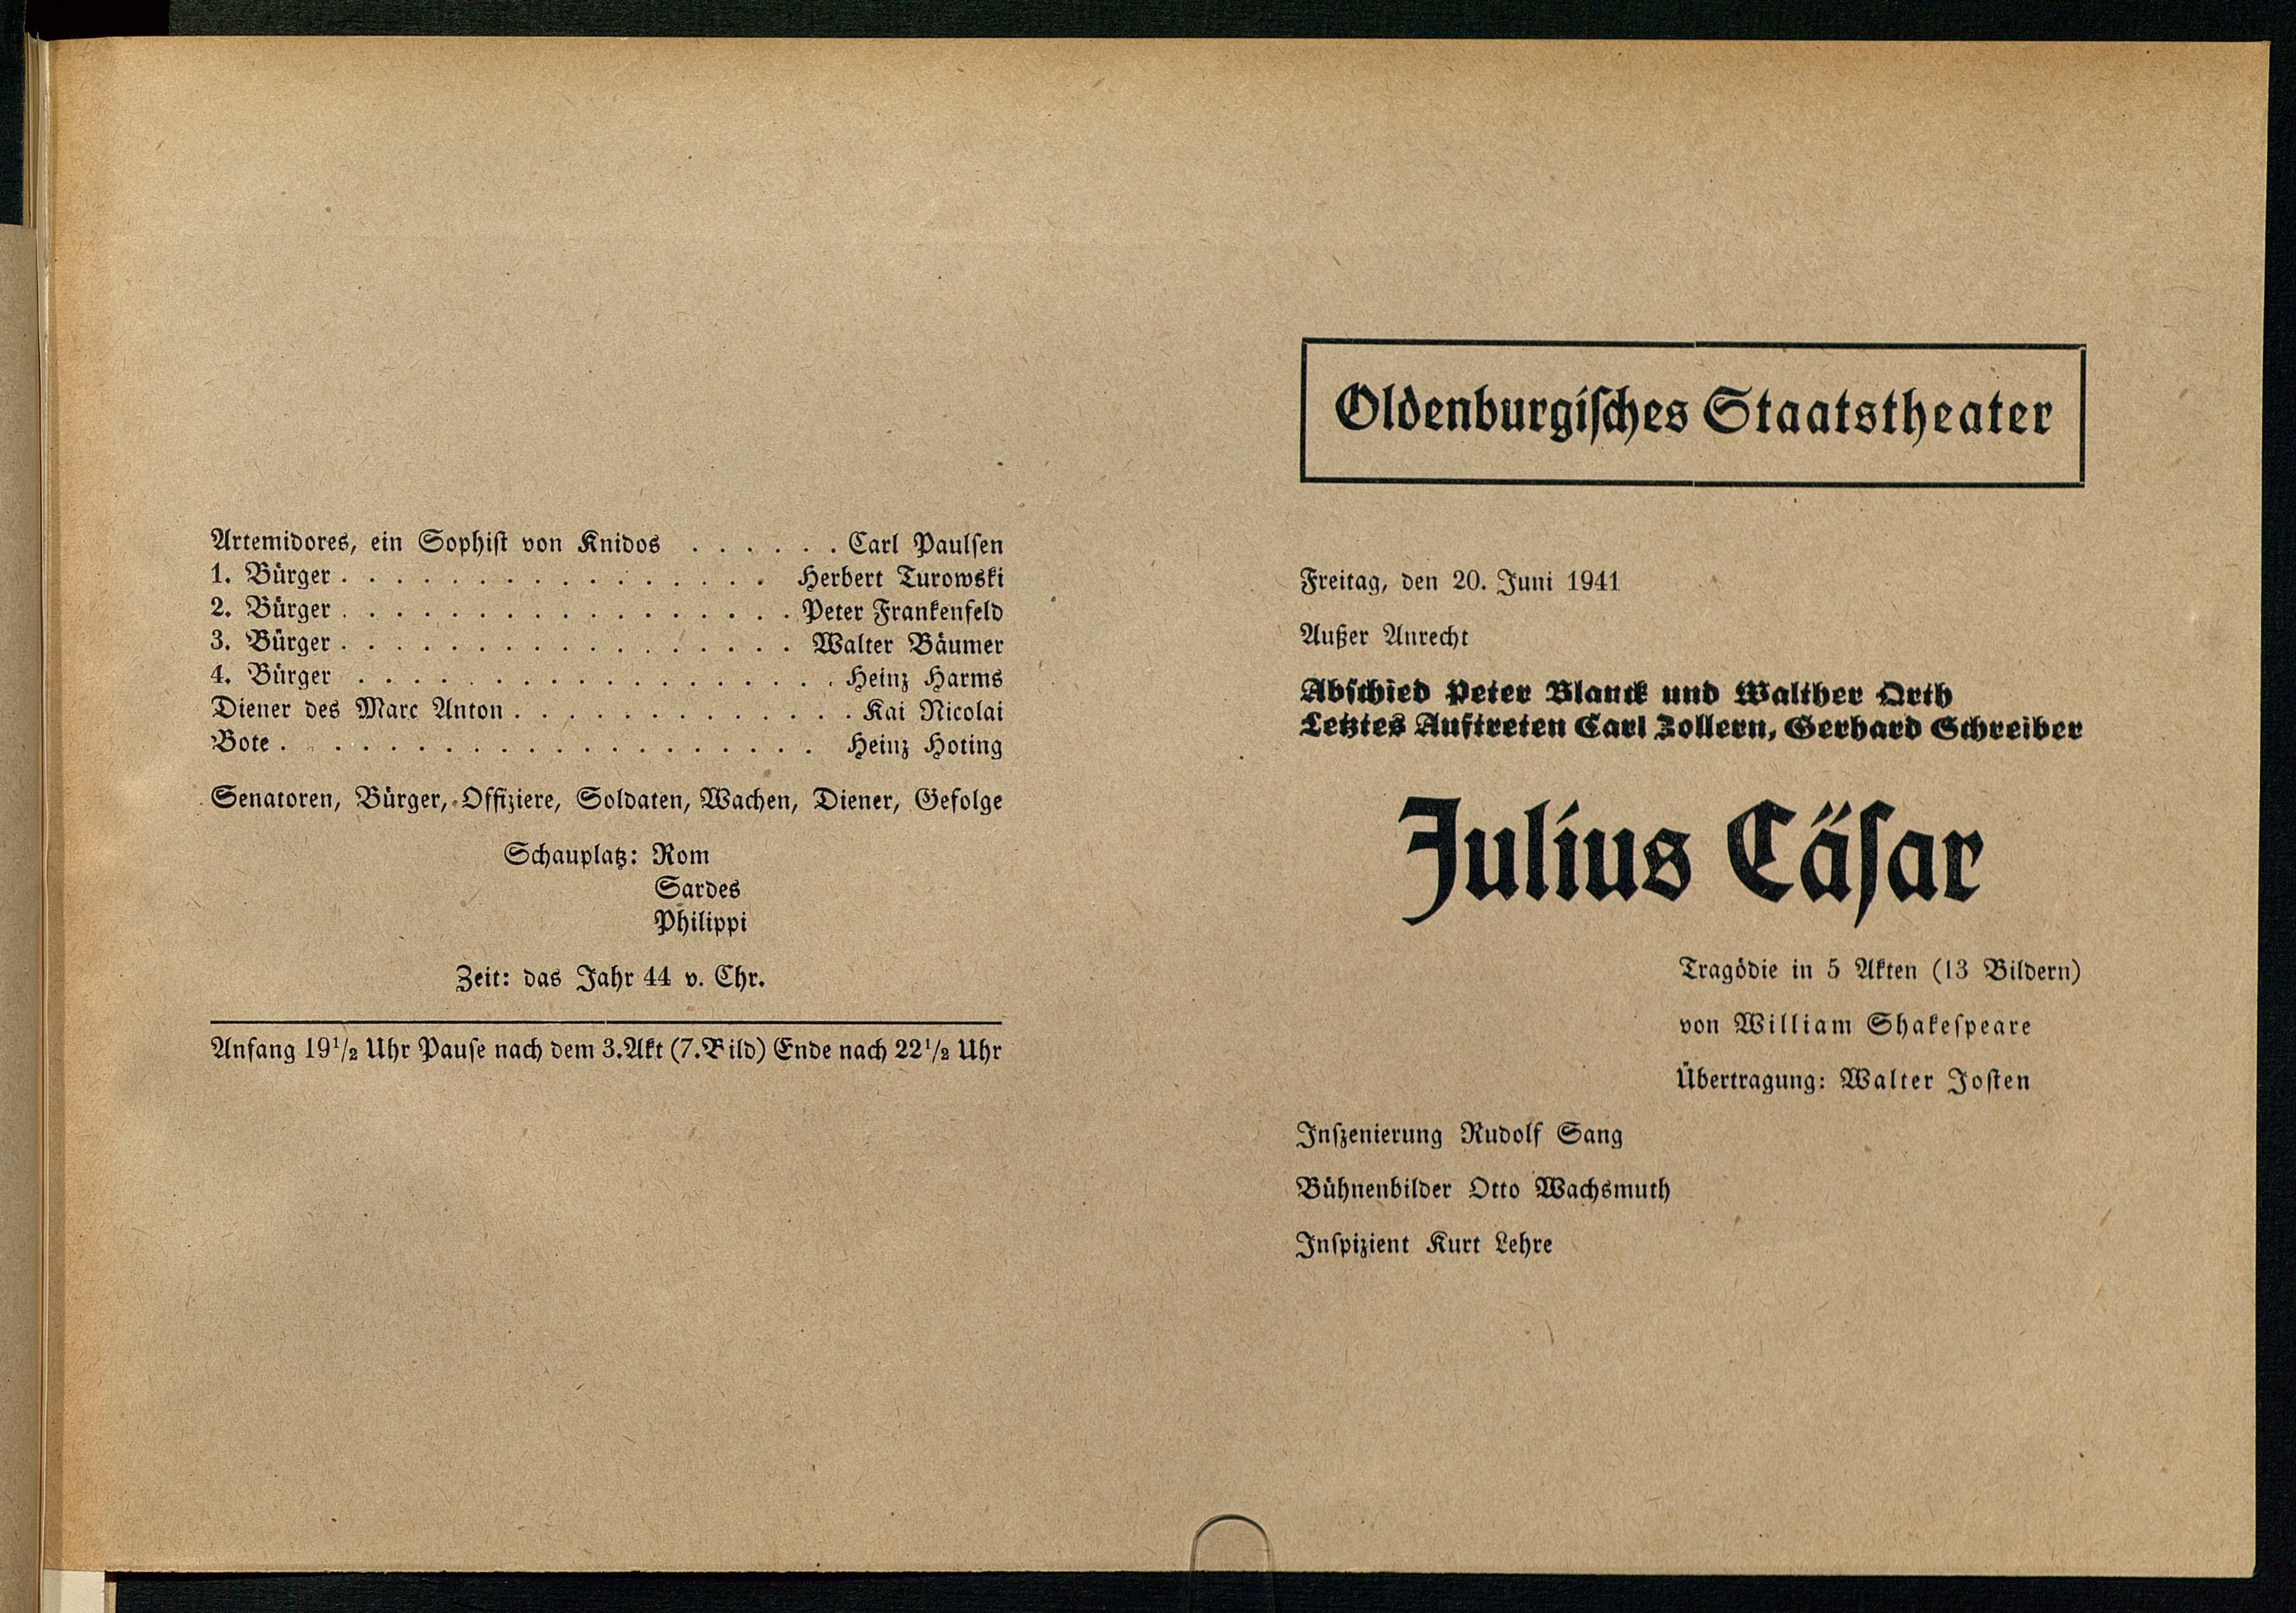 Artemidores, ein Sophist von Knidos . . . . . . Carl Paulsen
1. Bürger . . . . . . . . . . . . . . . . Herbert Turowski
2. Bürger . . . . . . . . . . . . . . . . . Peter Frankenfeld
3. Bürger . . . . . . . . . . . . . . . . . Walter Bäumer
4. Bürger . . . . . . . . . . . . . . . . . . Heinz Harms
Diener des Marc Anton . . . . . . . . . . . . . Kai Nicolai
Bote . . . . . . . . . . . . . . . . . . . . Heinz Hoting
Senatoren, Bürger, Offiziere, Soldaten, Wachen, Diener, Gefolge
Schauplatz: Rom
Sardes
Philippi
Zeit: das Jahr 44 v. Chr.
Anfang 19½ Uhr Pause nach dem 3. Akt (7. Bild) Ende nach 22½ Uhr
Oldenburgisches Staatstheater
Freitag, den 20. Juni 1941
Außer Anrecht
Abschied Peter Blanck und Walther Orth
Letztes Auftreten Carl Zollern, Gerhard Schreiber
Julius Cäsar
Tragödie in 5 Akten (13 Bildern)
von William Shakespeare
Übertragung: Walter Josten
Inszenierung Rudolf Sang
Bühnenbilder Otto Wachsmuth
Inspizient Kurt Lehre